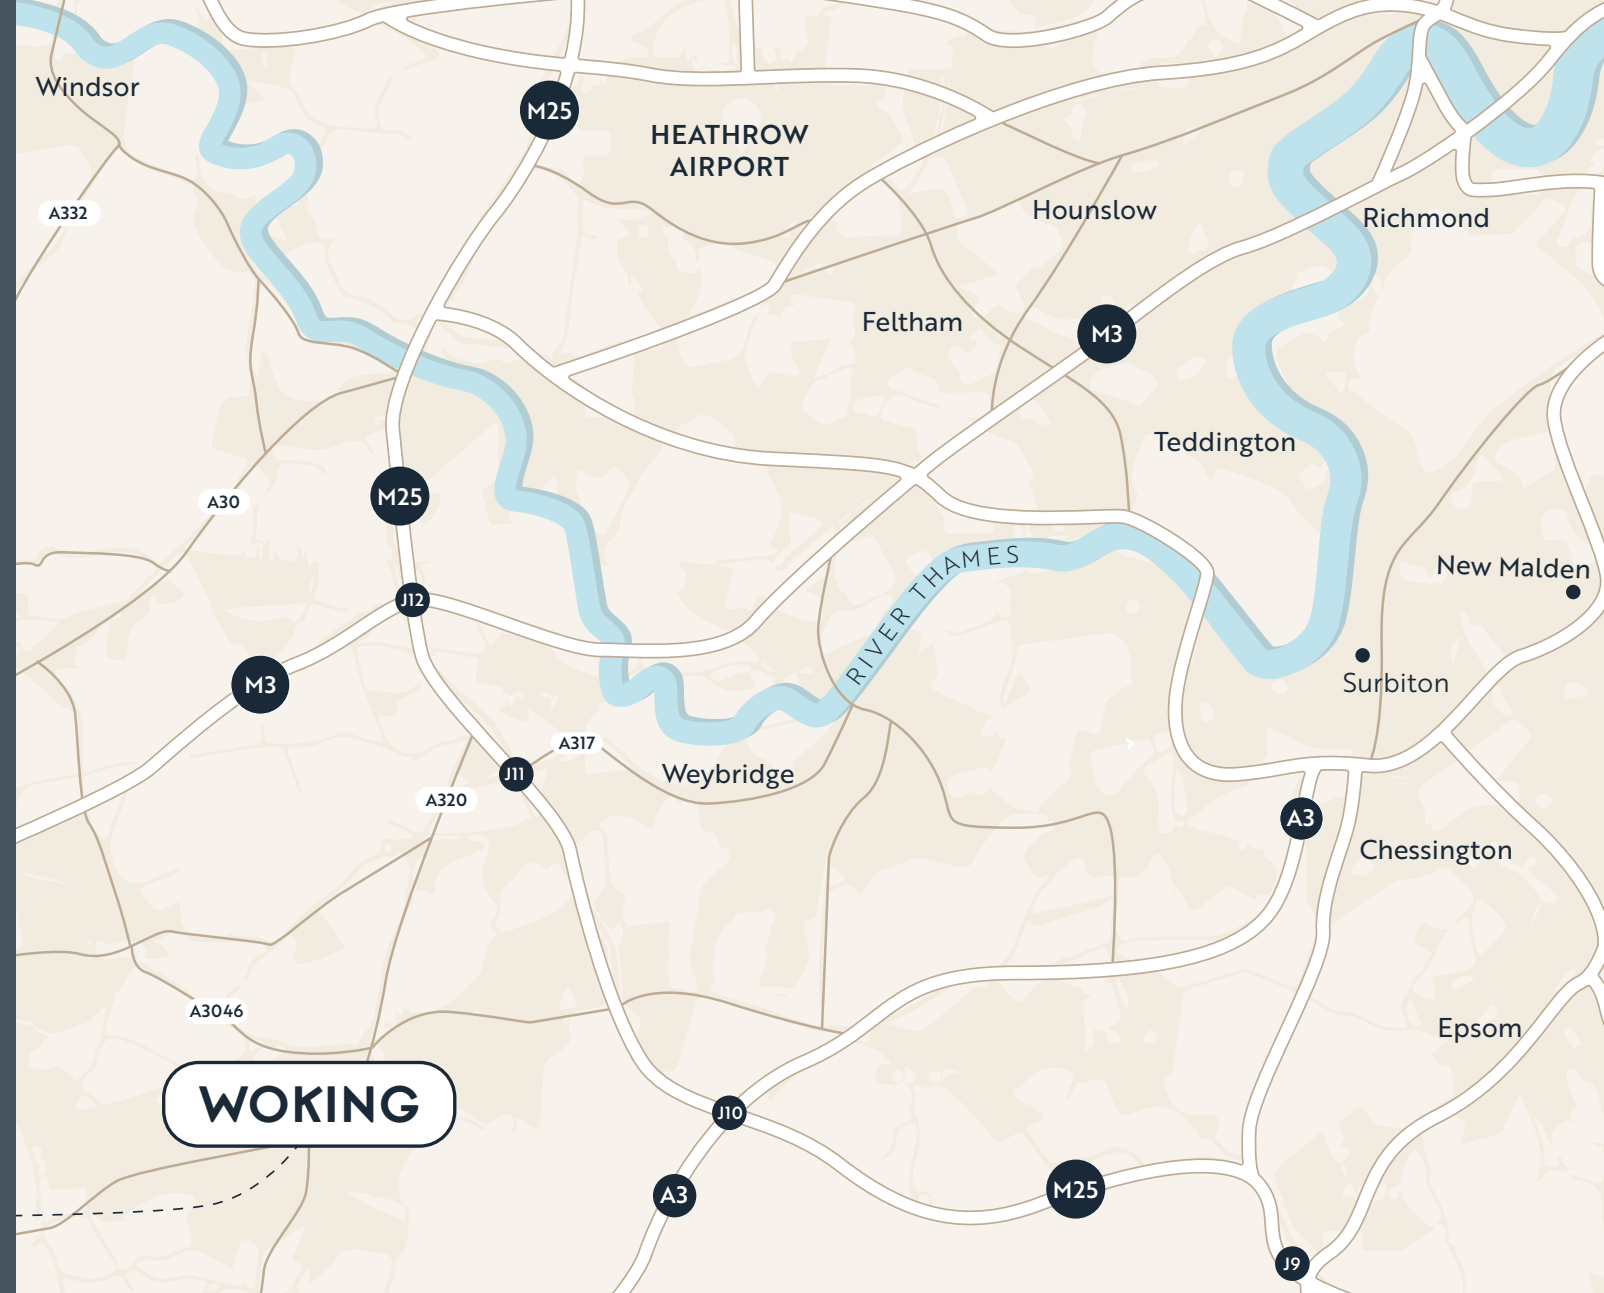 Windsor
M25
HEATHROW
AIRPORT
A332
Hounslow
Richmond
Feltham
M3
Teddington
A30
M25
RIVER THAMES
New Malden
J12
M3
Surbiton
A317
J11
Weybridge
A320
A3
Chessington
A3046
Epsom
WOKING
J10
A3
M25
J9